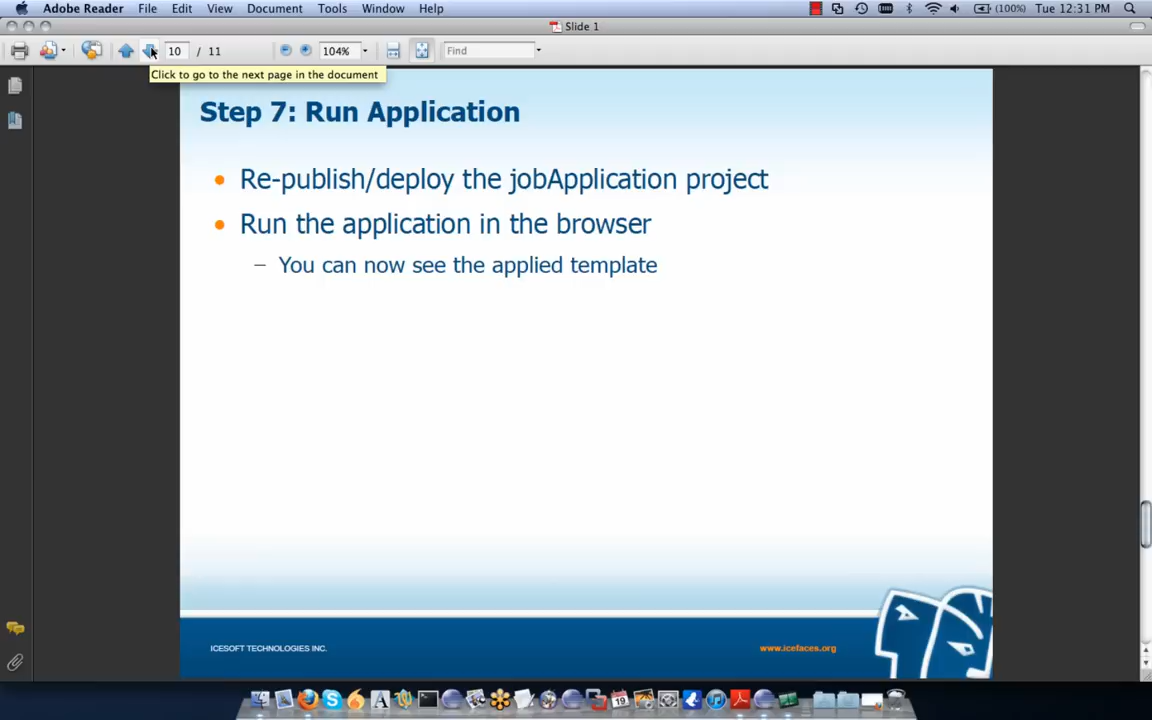 Adobe Reader File Edit View Document Tools Window Help (100%) Tue 12:31 PM
Slide 1
10 / 11 104% Find
Click to go to the next page in the document
Step 7: Run Application
• Re-publish/deploy the jobApplication project
• Run the application in the browser
– You can now see the applied template
ICESOFT TECHNOLOGIES INC. www.icefaces.org
19